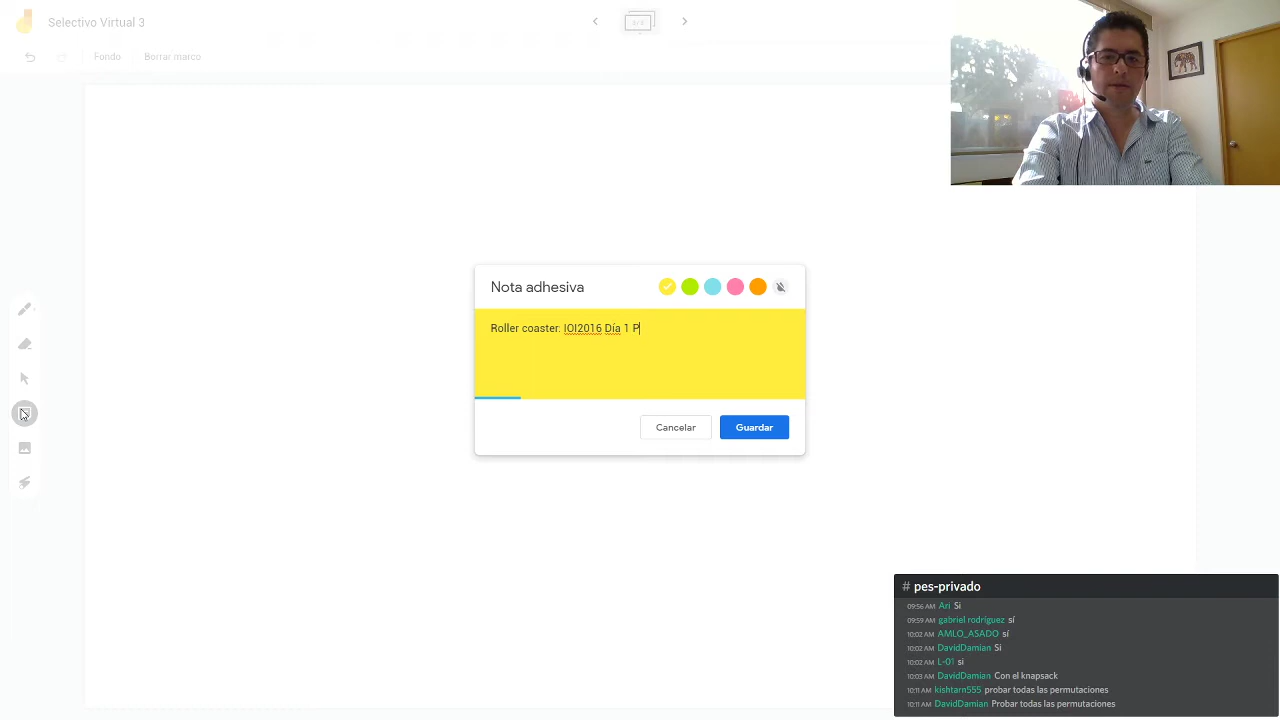 Selectivo Virtual 3
Fondo
Borrar marco
Nota adhesiva
Roller coaster: IOI2016 Día 1 P
Cancelar
Guardar
# pes-privado
09:56 AM Ari Si
09:59 AM gabriel rodríguez sí
10:02 AM AMLO_ASADO sí
10:02 AM DavidDamian Si
10:02 AM L-01 si
10:03 AM DavidDamian Con el knapsack
10:11 AM kishtarn555 probar todas las permutaciones
10:11 AM DavidDamian Probar todas las permutaciones